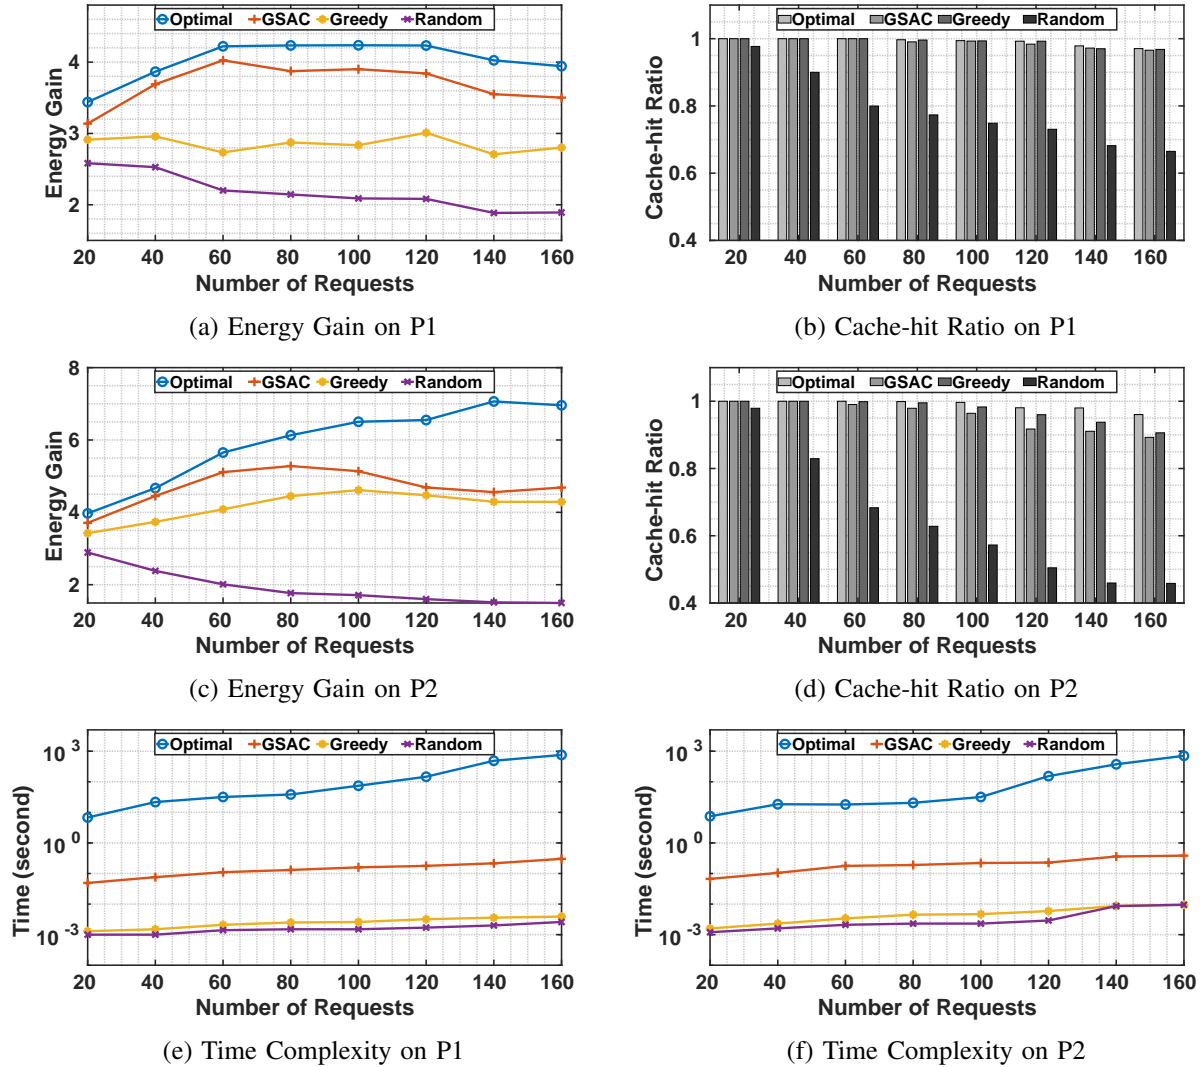 Optimal GSAC Greedy Random
4
3
2
Energy Gain
20 40 60 80 100 120 140 160
Number of Requests
(a) Energy Gain on P1
Optimal GSAC Greedy Random
1
0.8
0.6
0.4
Cache-hit Ratio
20 40 60 80 100 120 140 160
Number of Requests
(b) Cache-hit Ratio on P1
Optimal GSAC Greedy Random
8
6
4
2
Energy Gain
20 40 60 80 100 120 140 160
Number of Requests
(c) Energy Gain on P2
Optimal GSAC Greedy Random
1
0.8
0.6
0.4
Cache-hit Ratio
20 40 60 80 100 120 140 160
Number of Requests
(d) Cache-hit Ratio on P2
Optimal GSAC Greedy Random
10^3
10^0
10^-3
Time (second)
20 40 60 80 100 120 140 160
Number of Requests
(e) Time Complexity on P1
Optimal GSAC Greedy Random
10^3
10^0
10^-3
Time (second)
20 40 60 80 100 120 140 160
Number of Requests
(f) Time Complexity on P2